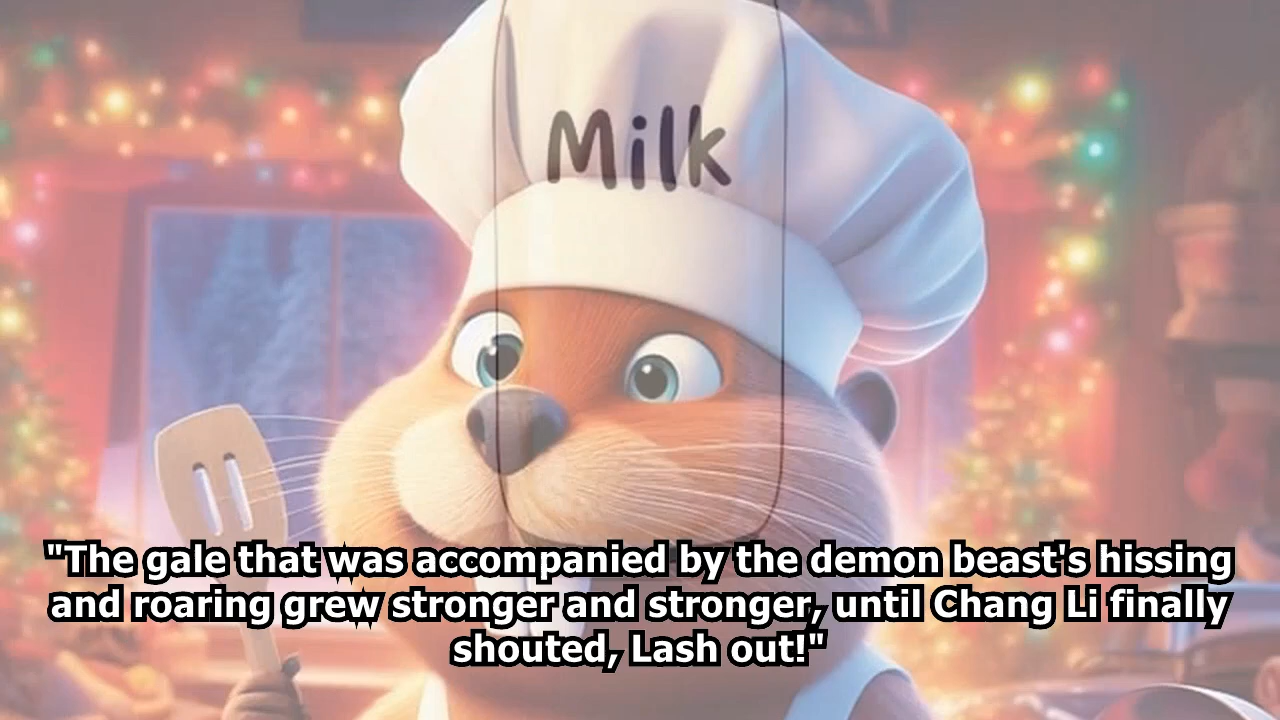 Milk
"The gale that was accompanied by the demon beast's hissing
and roaring grew stronger and stronger, until Chang Li finally
shouted, Lash out!"